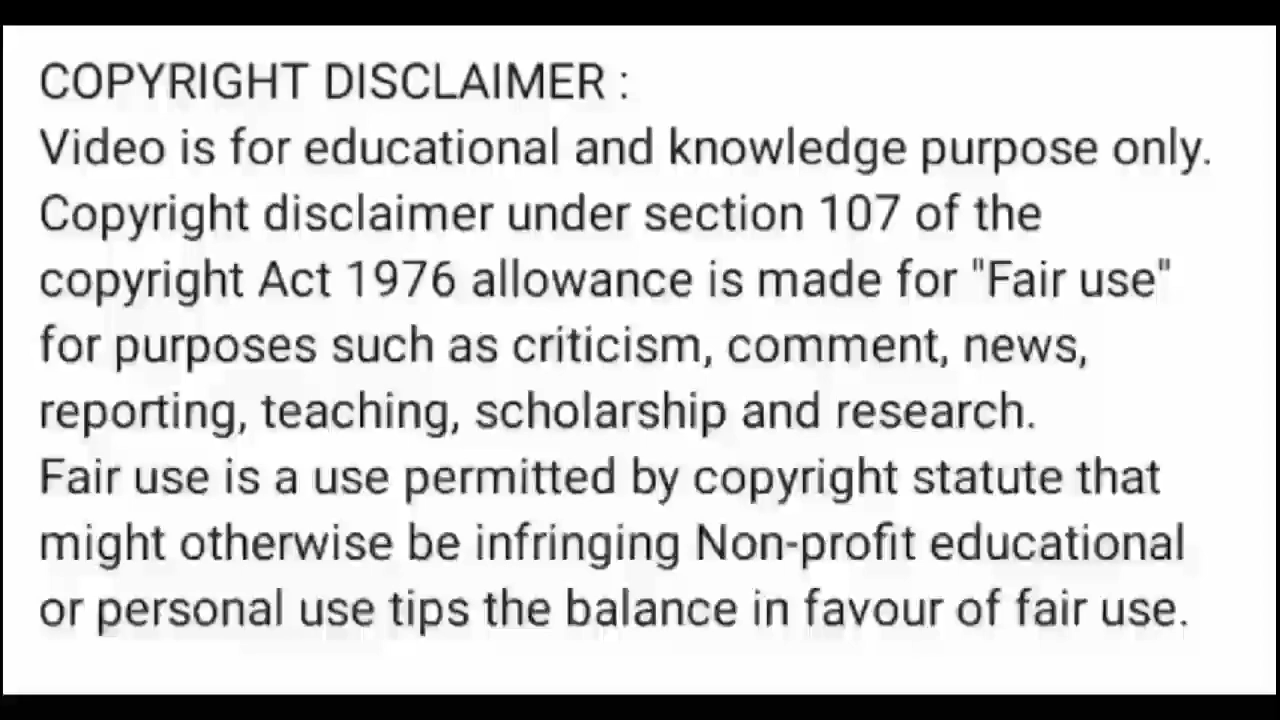 COPYRIGHT DISCLAIMER :
Video is for educational and knowledge purpose only.
Copyright disclaimer under section 107 of the
copyright Act 1976 allowance is made for "Fair use"
for purposes such as criticism, comment, news,
reporting, teaching, scholarship and research.
Fair use is a use permitted by copyright statute that
might otherwise be infringing Non-profit educational
or personal use tips the balance in favour of fair use.